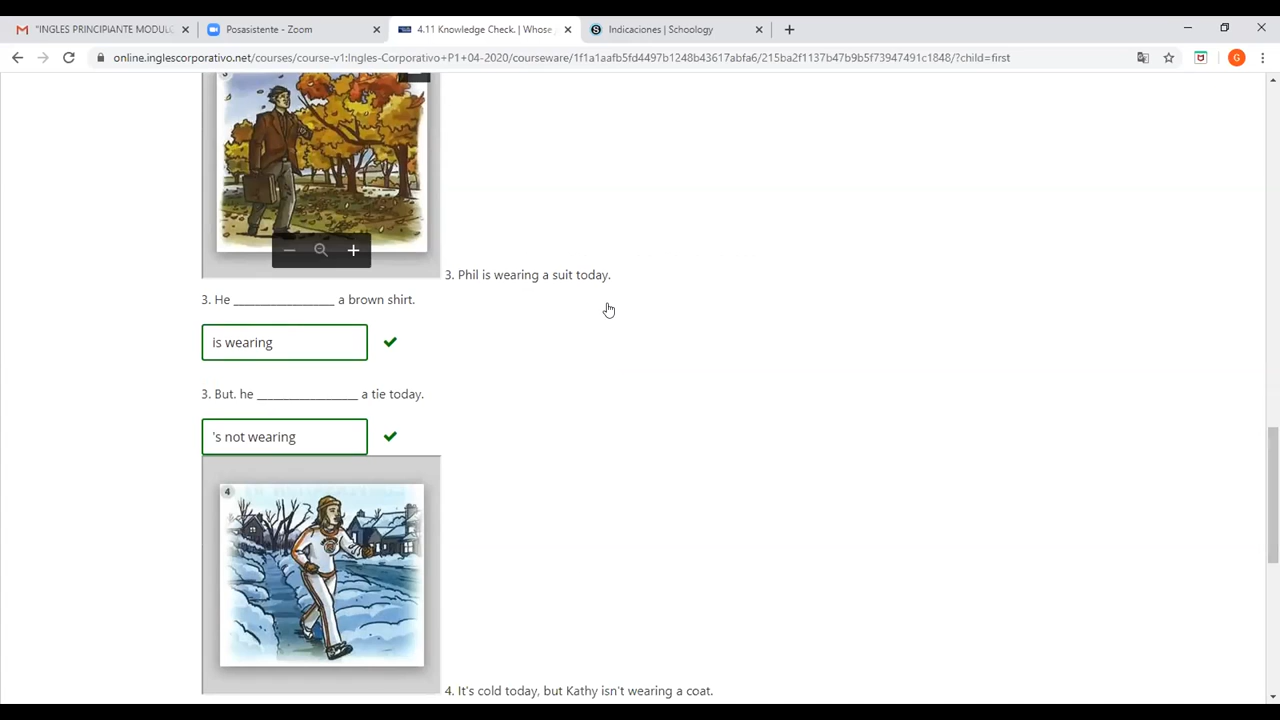 "INGLES PRINCIPIANTE MODULO
Posasistente - Zoom
4.11 Knowledge Check. | Whose
Indicaciones | Schoology
online.inglescorporativo.net/courses/course-v1:Ingles-Corporativo+P1+04-2020/courseware/1f1a1aafb5fd4497b1248b43617abfa6/215ba2f1137b47b9b5f73947491c1848/?child=first
G
3. Phil is wearing a suit today.
3. He _________________ a brown shirt.
is wearing
3. But. he _________________ a tie today.
's not wearing
4
4. It's cold today, but Kathy isn't wearing a coat.